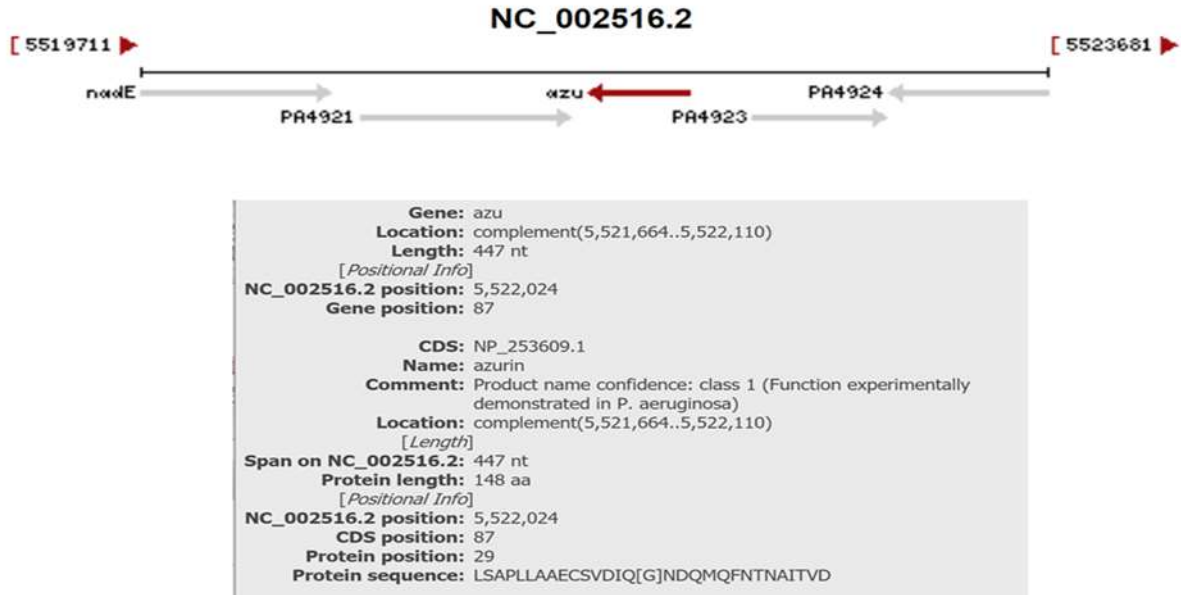 NC_002516.2
[ 5519711
[ 5523681
nadE
azu
PA4924
PA4921
PA4923
Gene: azu
Location: complement(5,521,664..5,522,110)
Length: 447 nt
[Positional Info]
NC_002516.2 position: 5,522,024
Gene position: 87
CDS: NP_253609.1
Name: azurin
Comment: Product name confidence: class 1 (Function experimentally
demonstrated in P. aeruginosa)
Location: complement(5,521,664..5,522,110)
[Length]
Span on NC_002516.2: 447 nt
Protein length: 148 aa
[Positional Info]
NC_002516.2 position: 5,522,024
CDS position: 87
Protein position: 29
Protein sequence: LSAPLLAAECSVDIQ[G]NDQMQFNTNAITVD